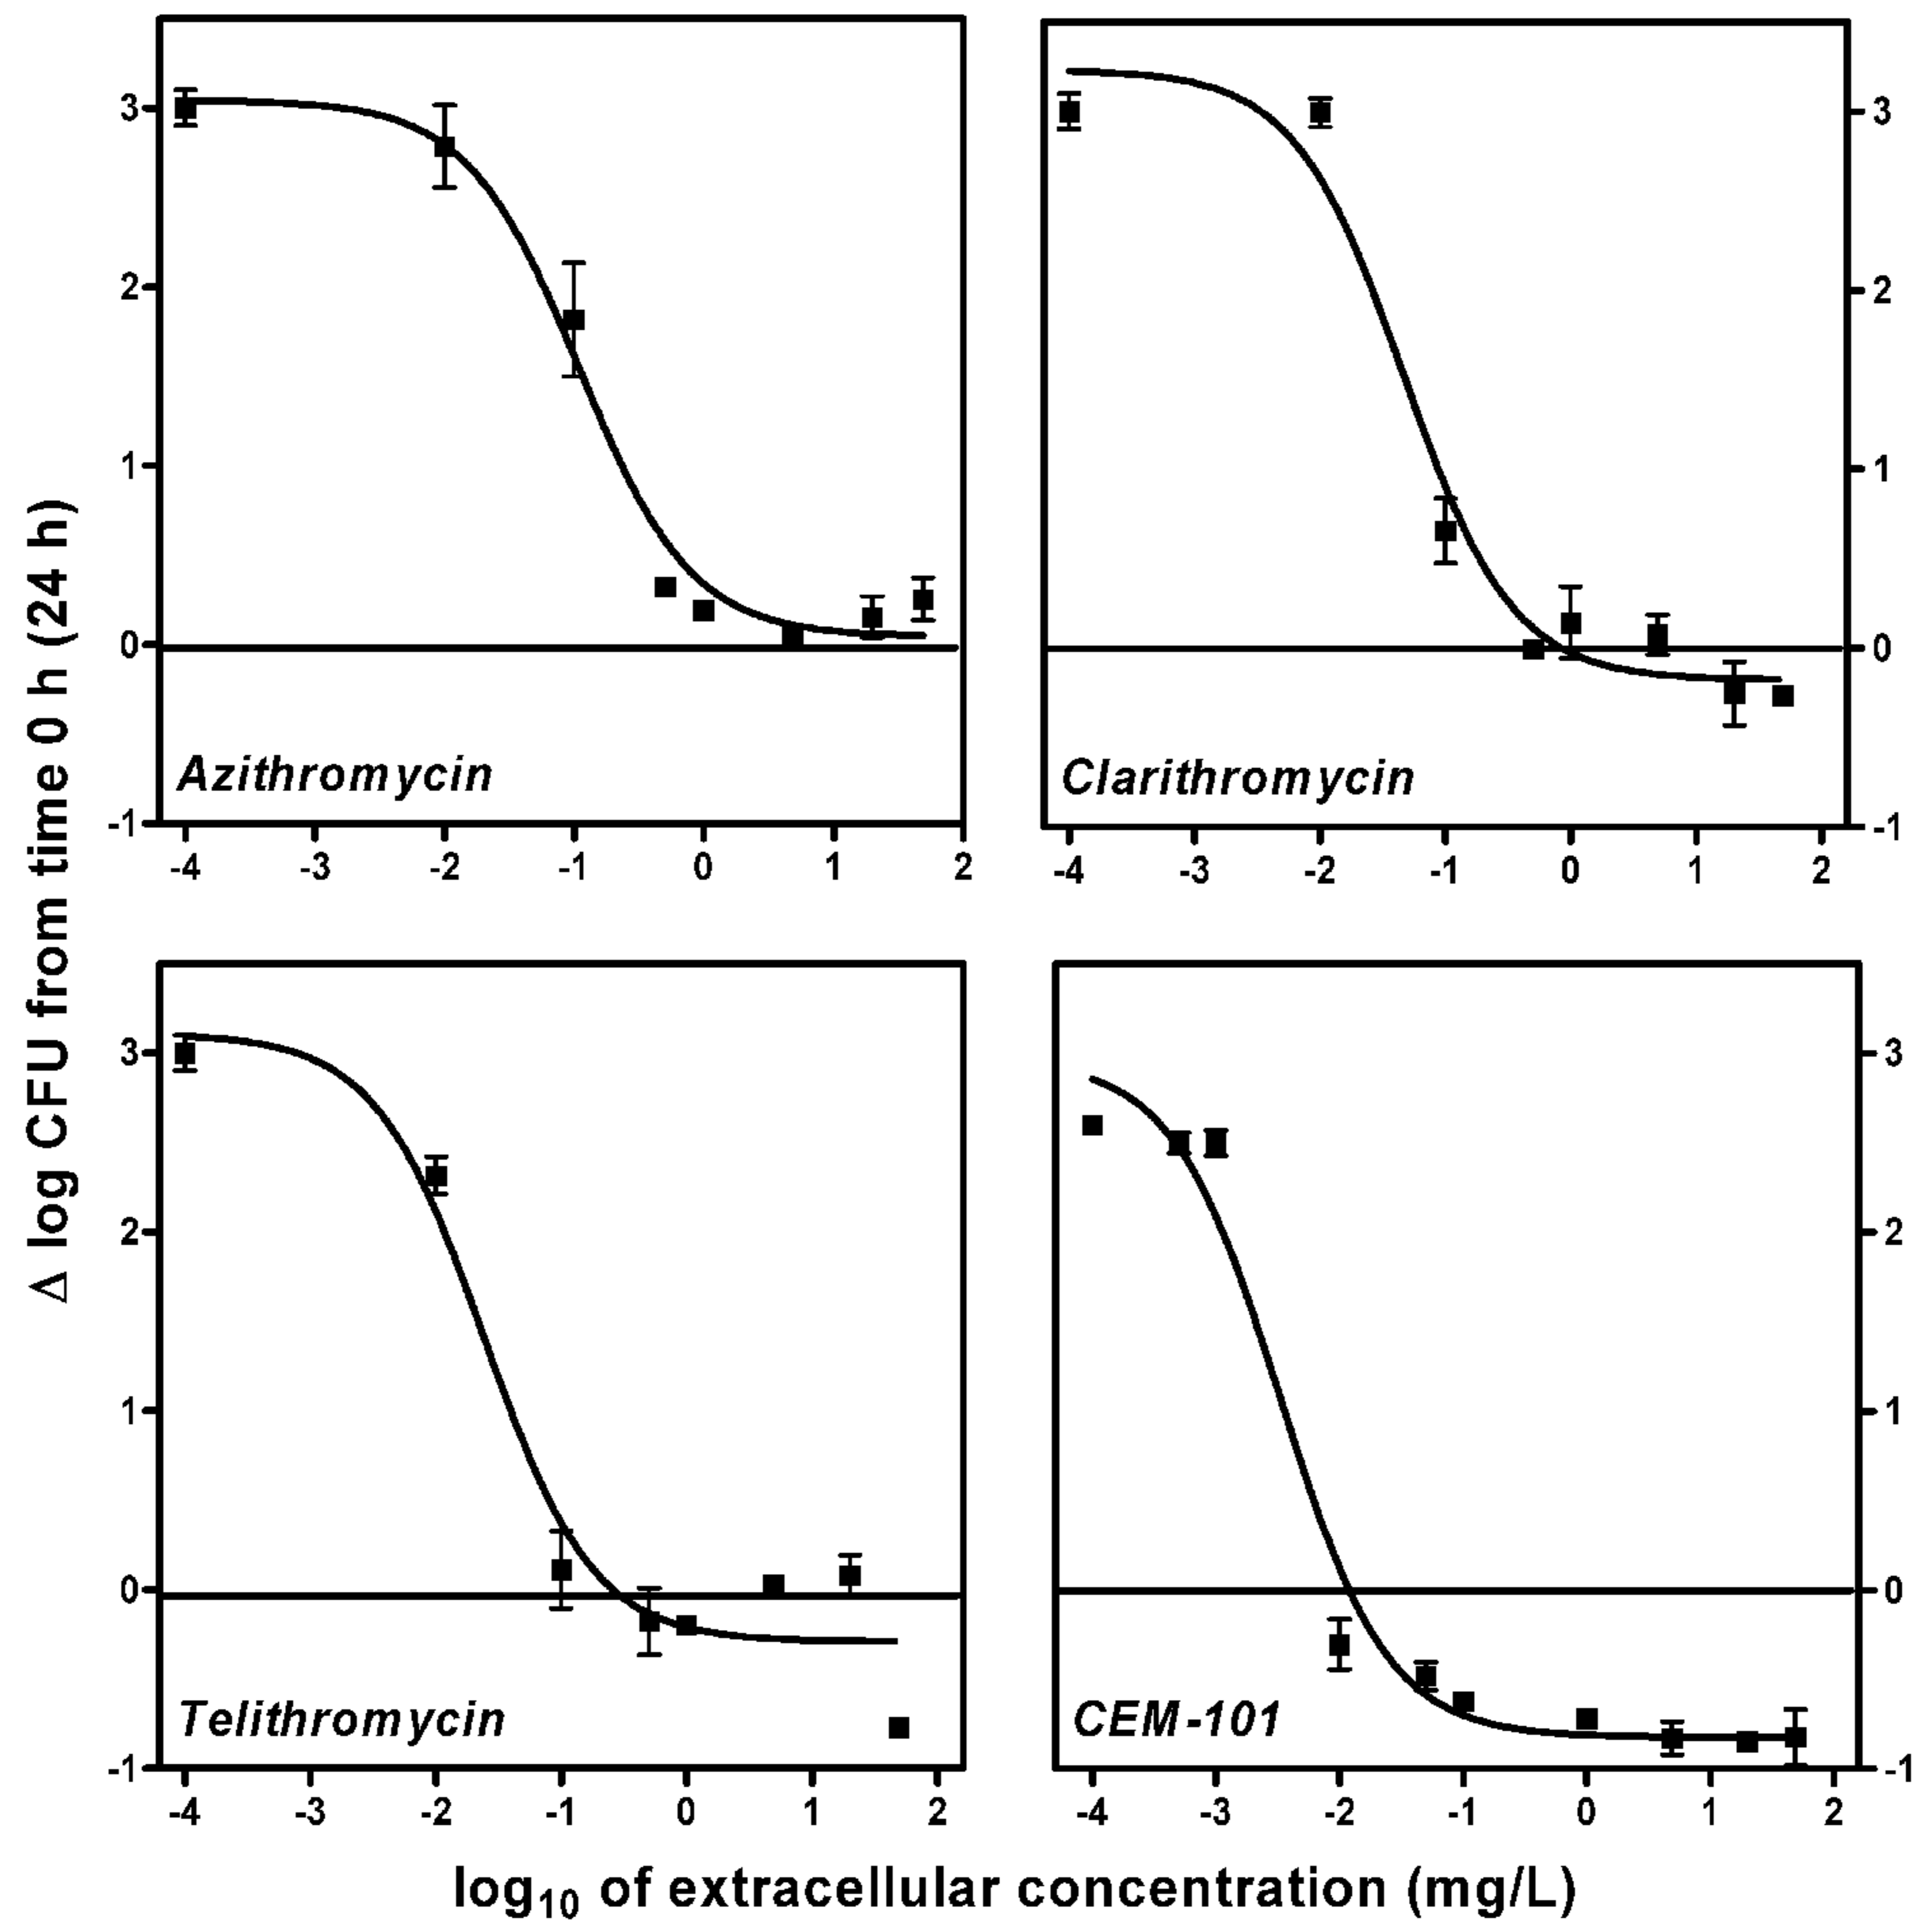 Δ log CFU from time 0 h (24 h)
3
2
1
0
-1
Azithromycin
-4 -3 -2 -1 0 1 2
3
2
1
0
-1
Clarithromycin
-4 -3 -2 -1 0 1 2
3
2
1
0
-1
Telithromycin
-4 -3 -2 -1 0 1 2
3
2
1
0
-1
CEM-101
-4 -3 -2 -1 0 1 2
log10 of extracellular concentration (mg/L)